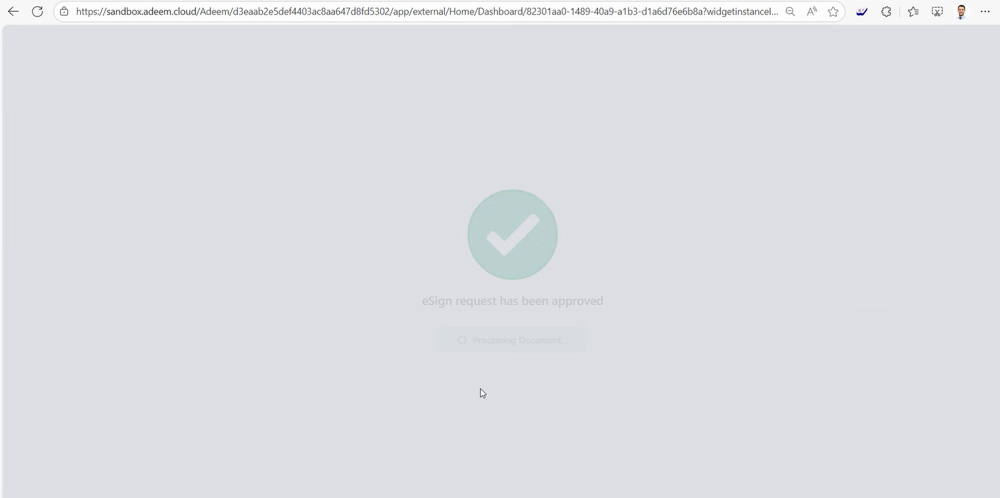 https://sandbox.adeem.cloud/Adeem/d3eaab2e5def4403ac8aa647d8fd5302/app/external/Home/Dashboard/82301aa0-1489-40a9-a1b3-d1a6d76e6b8a?widgetinstanceI...
eSign request has been approved
Processing Document...